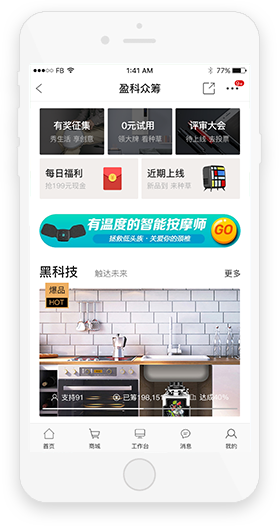 FB 1:41 AM 77%
盈科众筹
有奖征集 0元试用 评审大会
秀生活 享创意 领大牌 看种草 待上线 去投票
每日福利 近期上线
抢199元现金 新品到 来种草
有温度的智能按摩师 GO
拯救低头族·关爱你的颈椎
黑科技 触达未来 更多
爆品
HOT
支持91 已筹198,151 达成40%
首页 商城 工作台 消息 我的